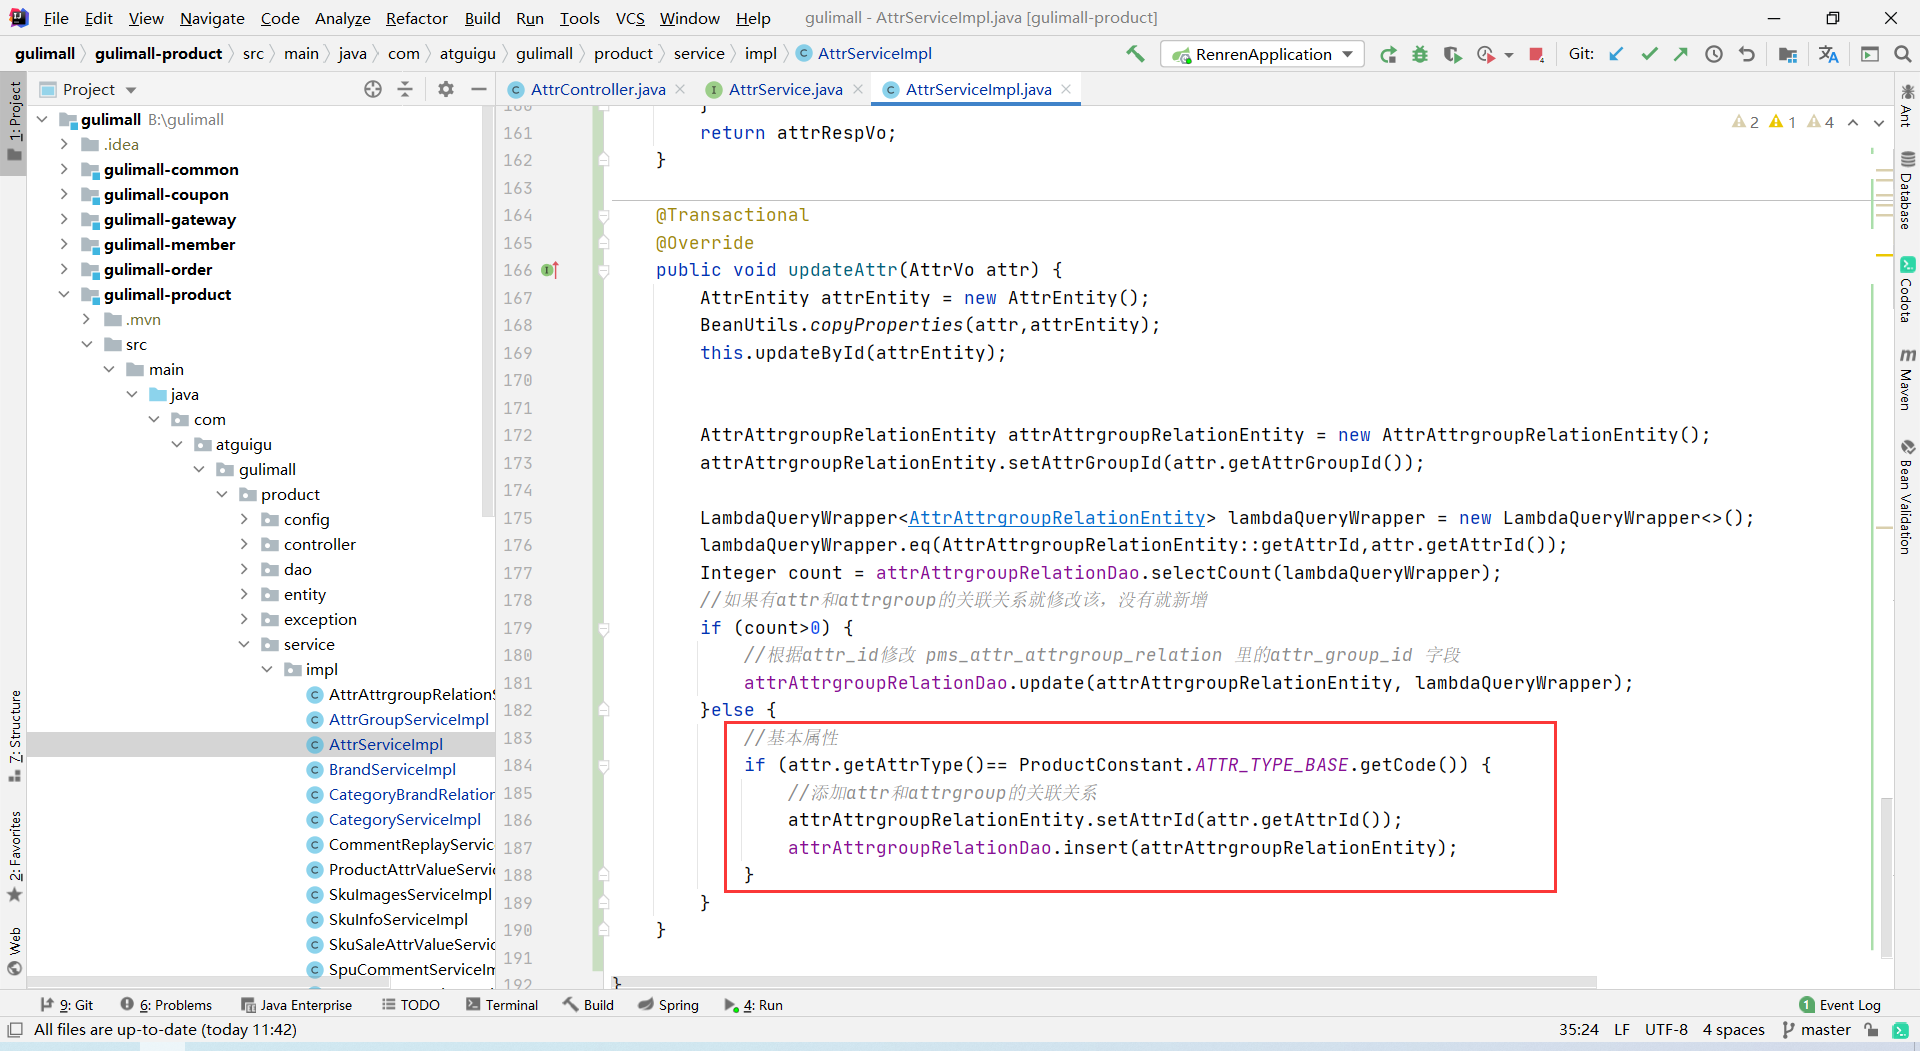 File Edit View Navigate Code Analyze Refactor Build Run Tools VCS Window Help gulimall - AttrServiceImpl.java [gulimall-product]
gulimall gulimall-product src main java com atguigu gulimall product service impl AttrServiceImpl RenrenApplication Git:
Project AttrController.java AttrService.java AttrServiceImpl.java
1: Project
7: Structure
2: Favorites
Web
gulimall B:\gulimall
.idea
gulimall-common
gulimall-coupon
gulimall-gateway
gulimall-member
gulimall-order
gulimall-product
.mvn
src
main
java
com
atguigu
gulimall
product
config
controller
dao
entity
exception
service
impl
AttrAttrgroupRelationS
AttrGroupServiceImpl
AttrServiceImpl
BrandServiceImpl
CategoryBrandRelation
CategoryServiceImpl
CommentReplayService
ProductAttrValueServic
SkuImagesServiceImpl
SkuInfoServiceImpl
SkuSaleAttrValueServic
SpuCommentServiceIm
2 1 4
160 }
161 return attrRespVo;
162 }
163
164 @Transactional
165 @Override
166 public void updateAttr(AttrVo attr) {
167 AttrEntity attrEntity = new AttrEntity();
168 BeanUtils.copyProperties(attr,attrEntity);
169 this.updateById(attrEntity);
170
171
172 AttrAttrgroupRelationEntity attrAttrgroupRelationEntity = new AttrAttrgroupRelationEntity();
173 attrAttrgroupRelationEntity.setAttrGroupId(attr.getAttrGroupId());
174
175 LambdaQueryWrapper<AttrAttrgroupRelationEntity> lambdaQueryWrapper = new LambdaQueryWrapper<>();
176 lambdaQueryWrapper.eq(AttrAttrgroupRelationEntity::getAttrId,attr.getAttrId());
177 Integer count = attrAttrgroupRelationDao.selectCount(lambdaQueryWrapper);
178 //如果有attr和attrgroup的关联关系就修改该，没有就新增
179 if (count>0) {
180 //根据attr_id修改 pms_attr_attrgroup_relation 里的attr_group_id 字段
181 attrAttrgroupRelationDao.update(attrAttrgroupRelationEntity, lambdaQueryWrapper);
182 }else {
183 //基本属性
184 if (attr.getAttrType()== ProductConstant.ATTR_TYPE_BASE.getCode()) {
185 //添加attr和attrgroup的关联关系
186 attrAttrgroupRelationEntity.setAttrId(attr.getAttrId());
187 attrAttrgroupRelationDao.insert(attrAttrgroupRelationEntity);
188 }
189 }
190 }
191
192 }
Ant
Database
Codota
Maven
Bean Validation
9: Git 6: Problems Java Enterprise TODO Terminal Build Spring 4: Run 1 Event Log
All files are up-to-date (today 11:42) 35:24 LF UTF-8 4 spaces master